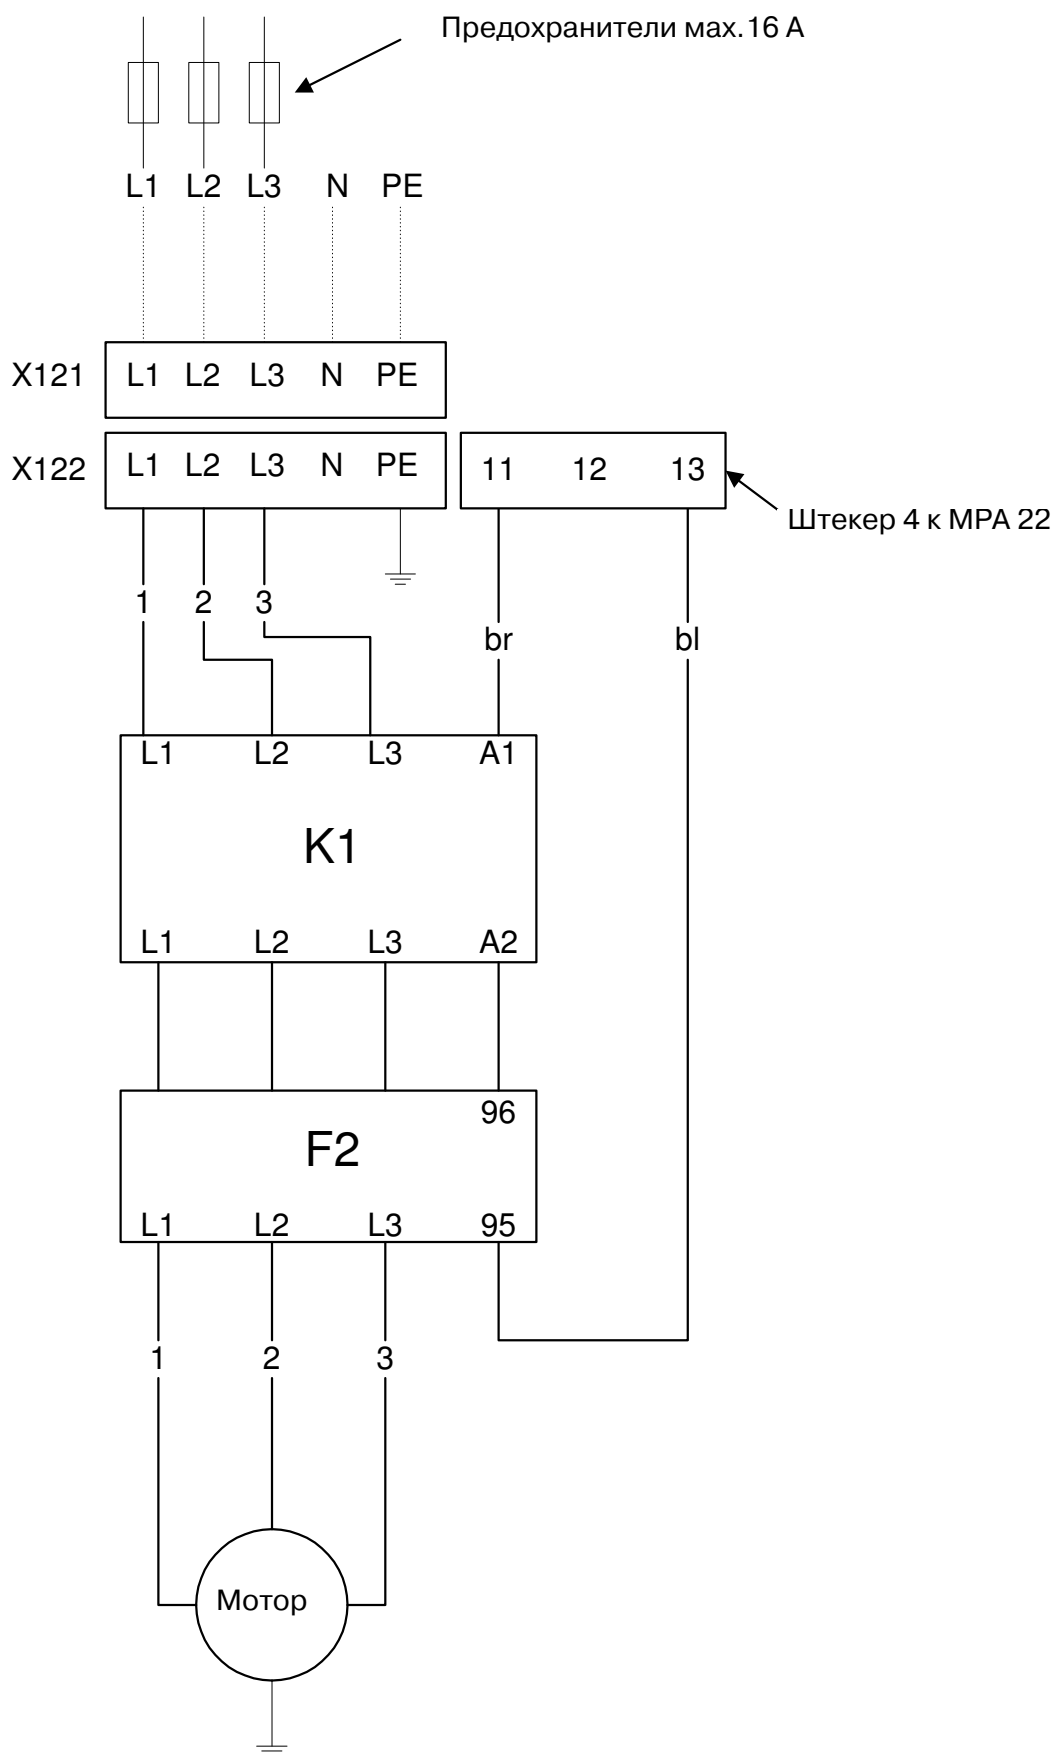 Предохранители мах.16 А
L1 L2 L3 N PE
X121 L1 L2 L3 N PE
X122 L1 L2 L3 N PE 11 12 13
Штекер 4 к МРА 22
1 2 3
br bl
L1 L2 L3 A1
K1
L1 L2 L3 A2
96
F2
L1 L2 L3 95
1 2 3
Мотор